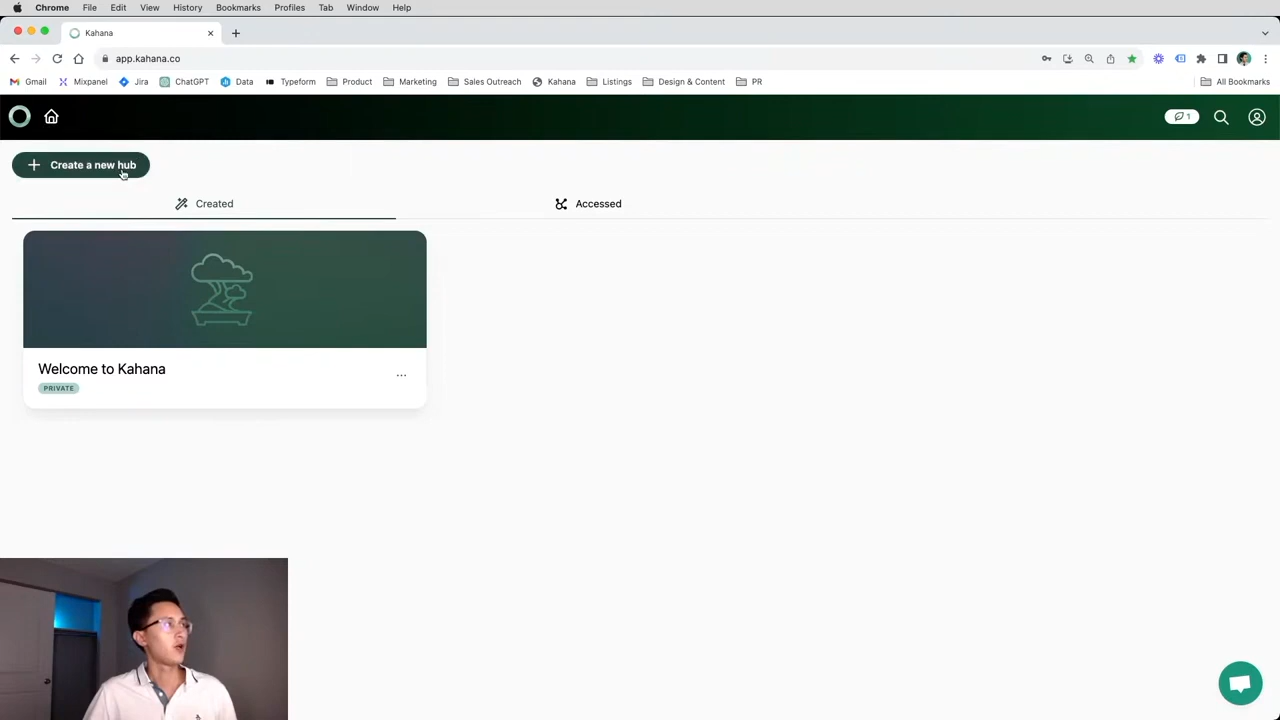 Chrome File Edit View History Bookmarks Profiles Tab Window Help
Kahana
app.kahana.co
Gmail Mixpanel Jira ChatGPT Data Typeform Product Marketing Sales Outreach Kahana Listings Design & Content PR All Bookmarks
1
Create a new hub
Created Accessed
Welcome to Kahana
...
PRIVATE